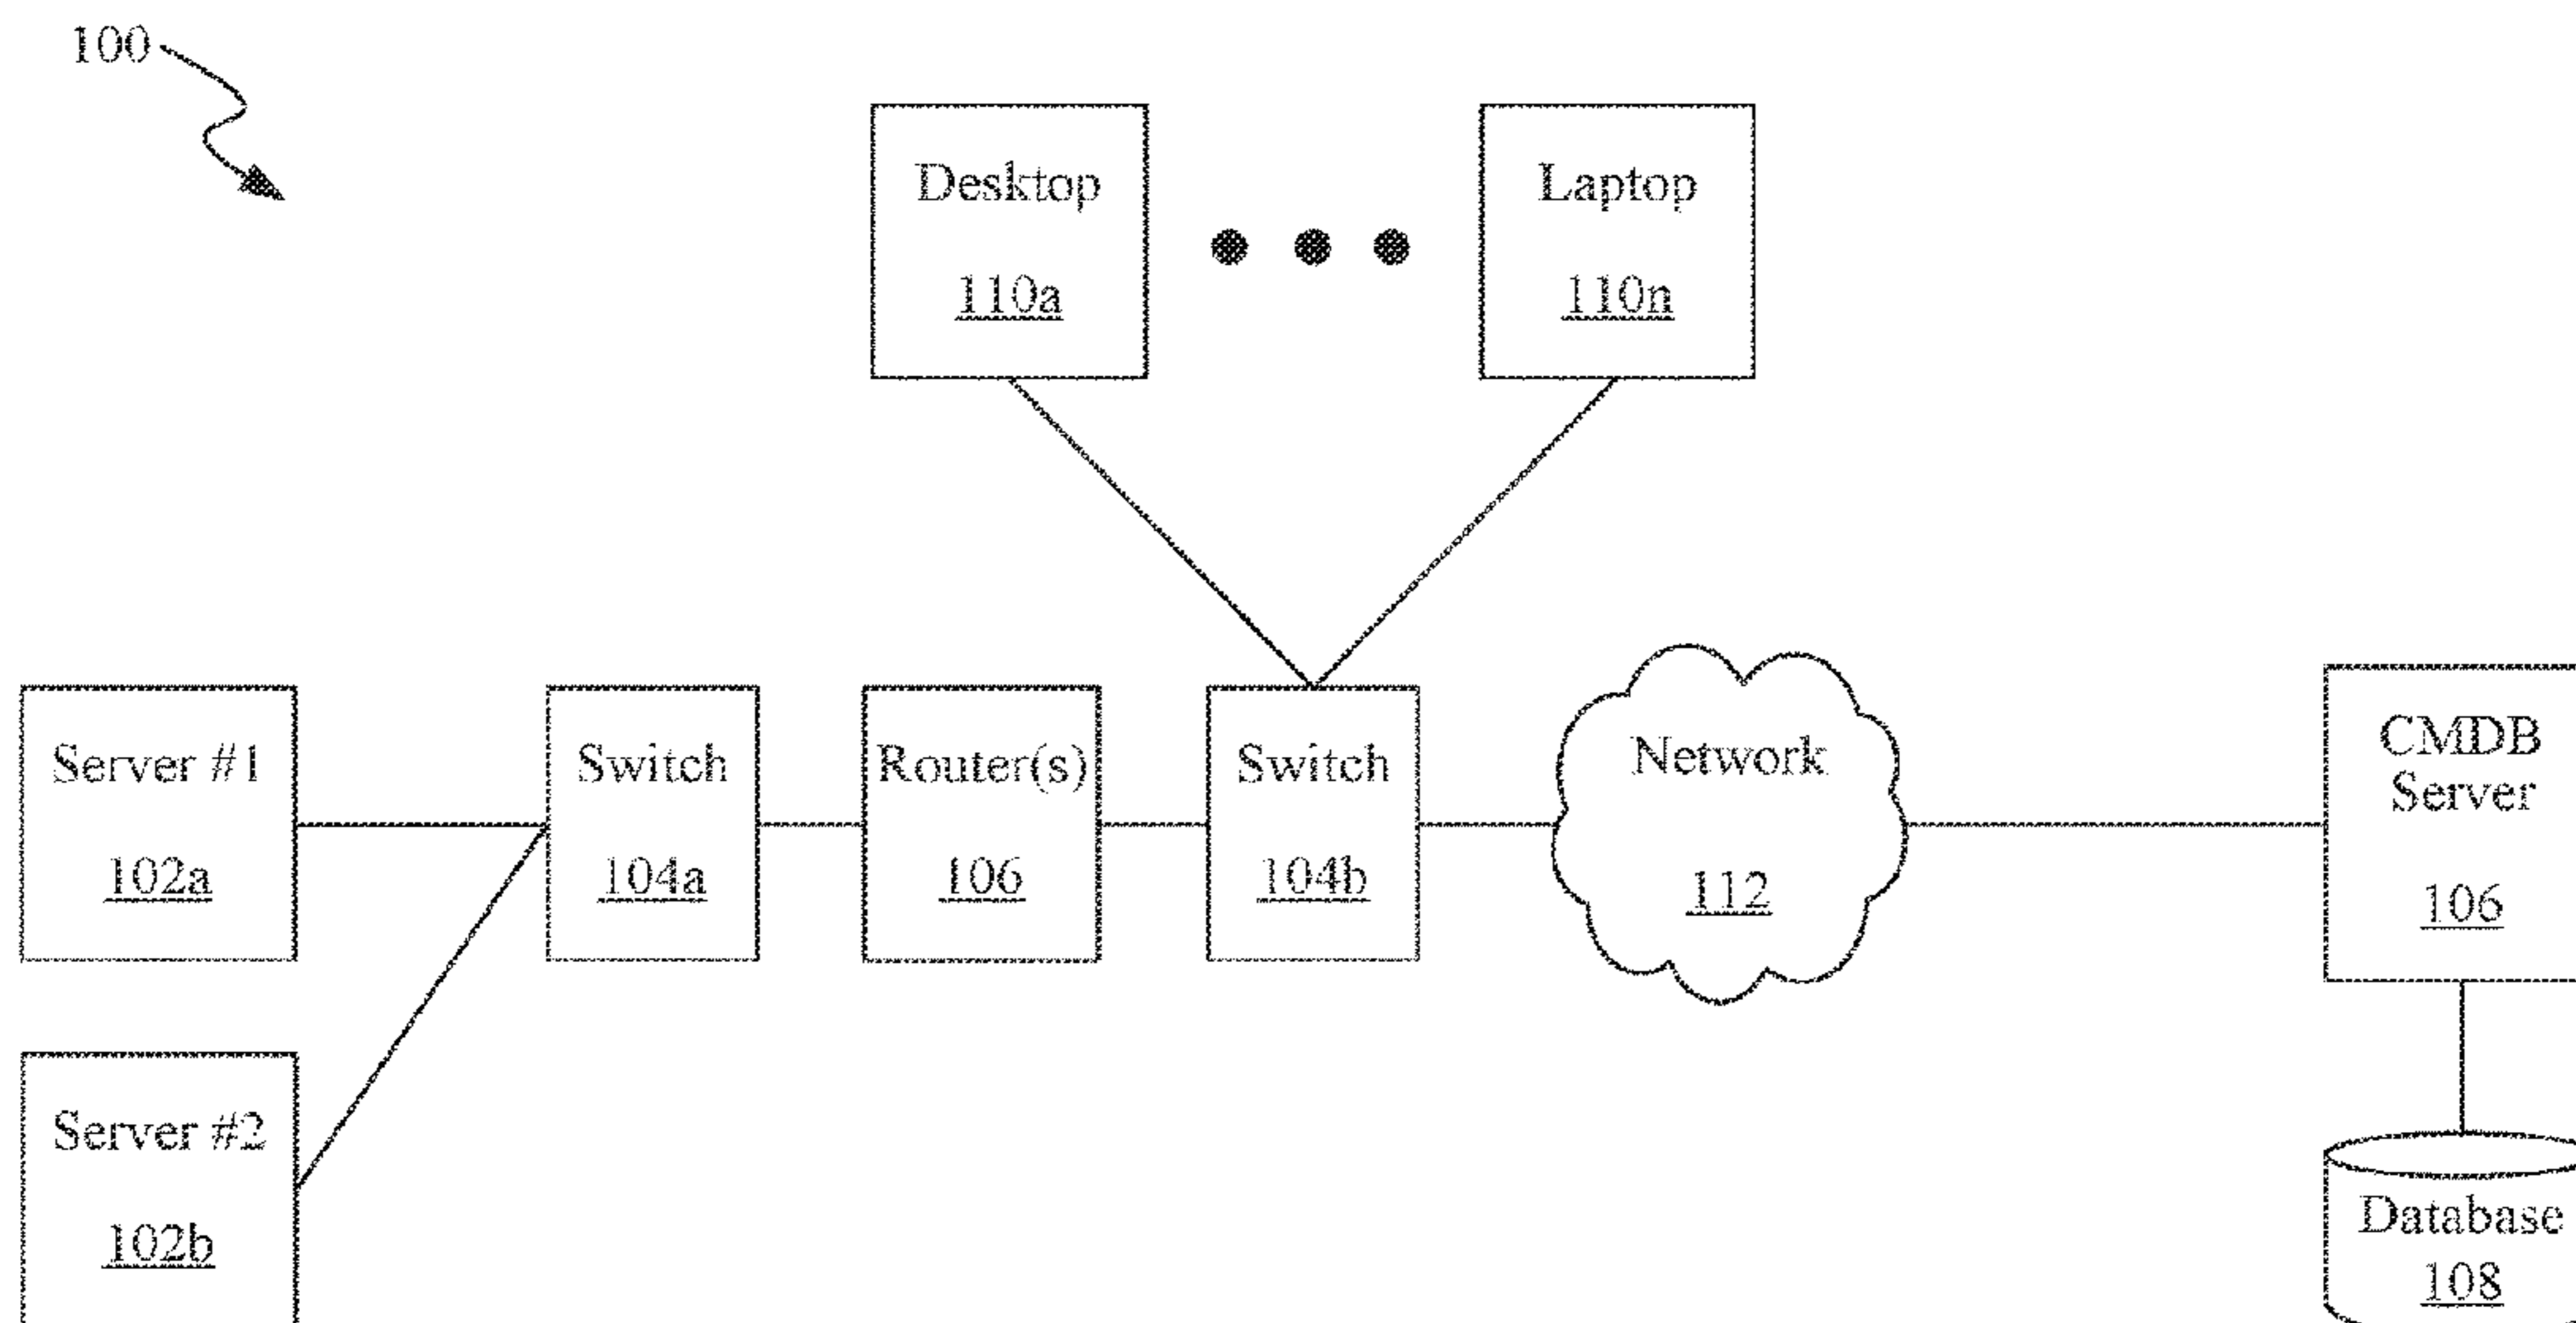 100
Desktop
110a
Laptop
110n
Server #1
102a
Switch
104a
Router(s)
106
Switch
104b
Network
112
CMDB
Server
106
Server #2
102b
Database
108